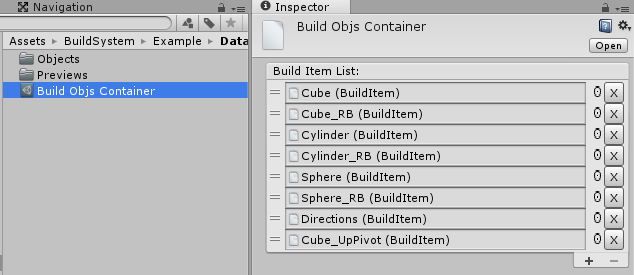 Navigation
Assets ▸ BuildSystem ▸ Example ▸ Data
Objects
Previews
Build Objs Container
Inspector
Build Objs Container
Open
Build Item List:
Cube (BuildItem) X
Cube_RB (BuildItem) X
Cylinder (BuildItem) X
Cylinder_RB (BuildItem) X
Sphere (BuildItem) X
Sphere_RB (BuildItem) X
Directions (BuildItem) X
Cube_UpPivot (BuildItem) X
+ −